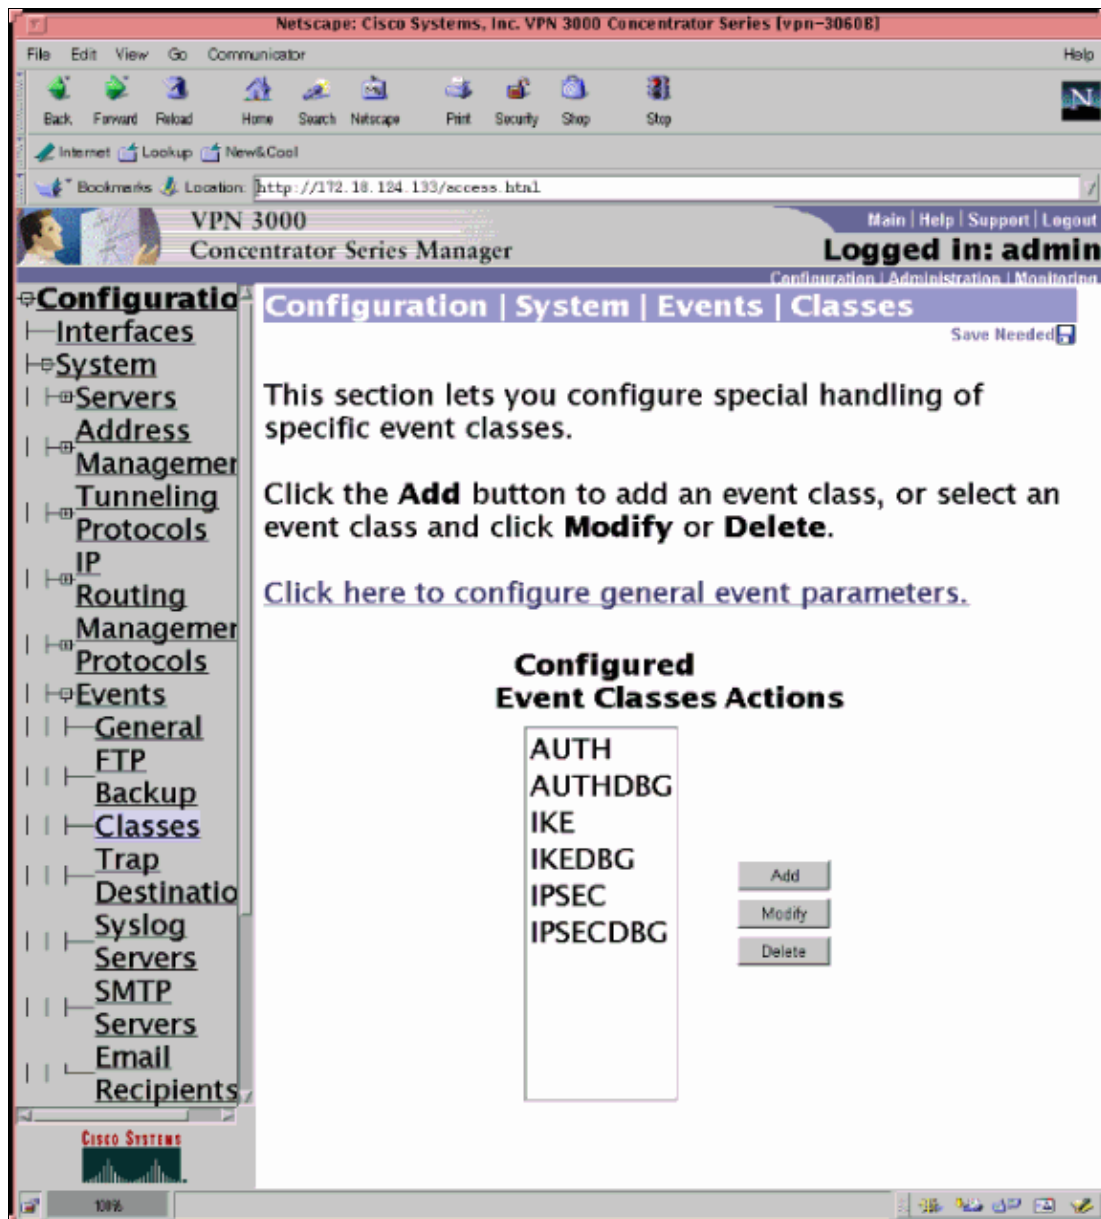 Netscape: Cisco Systems, Inc. VPN 3000 Concentrator Series [vpn-3060B]
File Edit View Go Communicator Help
Back Forward Reload Home Search Netscape Print Security Shop Stop
Internet Lookup New&Cool
Bookmarks Location: http://172.18.124.133/access.html
VPN 3000
Concentrator Series Manager
Main | Help | Support | Logout
Logged in: admin
Configuration | Administration | Monitoring
Configuratio
Interfaces
System
Servers
Address
Managemen
Tunneling
Protocols
IP
Routing
Managemen
Protocols
Events
General
FTP
Backup
Classes
Trap
Destinatio
Syslog
Servers
SMTP
Servers
Email
Recipients
CISCO SYSTEMS
Configuration | System | Events | Classes
Save Needed
This section lets you configure special handling of
specific event classes.
Click the Add button to add an event class, or select an
event class and click Modify or Delete.
Click here to configure general event parameters.
Configured
Event Classes Actions
AUTH
AUTHDBG
IKE
IKEDBG
IPSEC
IPSECDBG
Add
Modify
Delete
100%